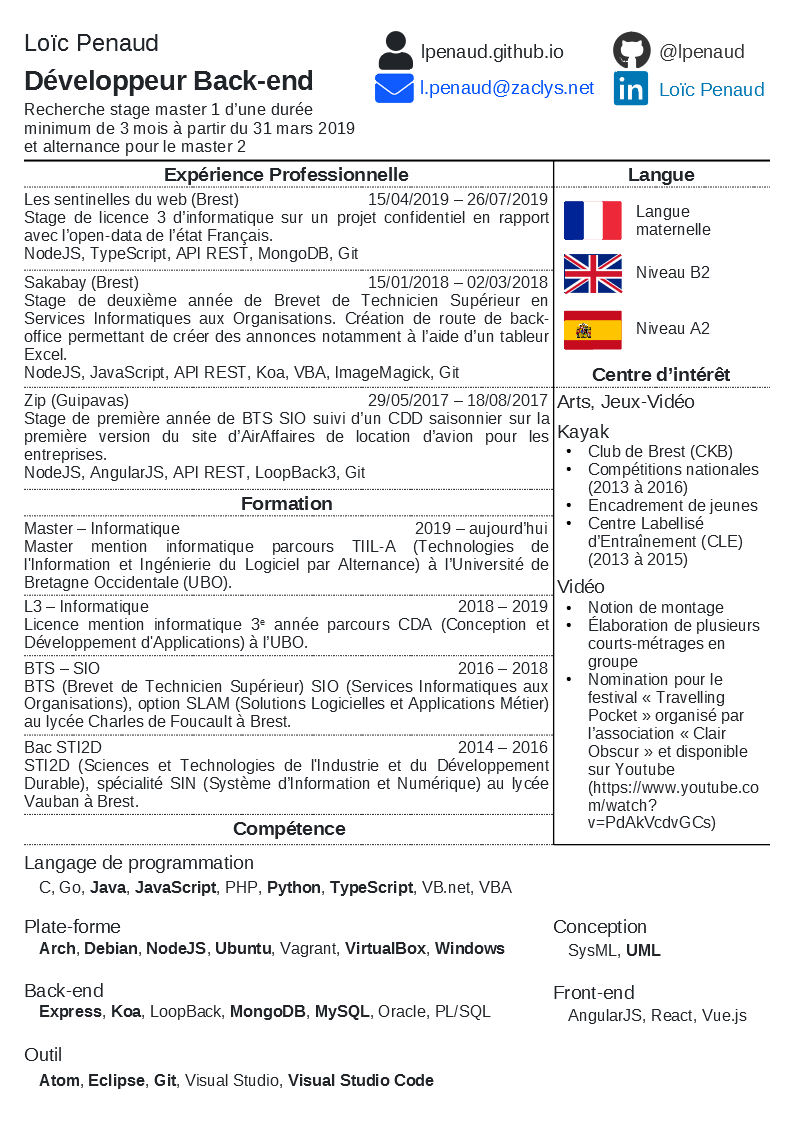 Loïc Penaud
Développeur Back-end
Recherche stage master 1 d’une durée
minimum de 3 mois à partir du 31 mars 2019
et alternance pour le master 2
lpenaud.github.io
l.penaud@zaclys.net
@lpenaud
in
Loïc Penaud
Expérience Professionnelle
Les sentinelles du web (Brest) 15/04/2019 – 26/07/2019
Stage de licence 3 d’informatique sur un projet confidentiel en rapport
avec l’open-data de l’état Français.
NodeJS, TypeScript, API REST, MongoDB, Git
Sakabay (Brest) 15/01/2018 – 02/03/2018
Stage de deuxième année de Brevet de Technicien Supérieur en
Services Informatiques aux Organisations. Création de route de back-
office permettant de créer des annonces notamment à l’aide d’un tableur
Excel.
NodeJS, JavaScript, API REST, Koa, VBA, ImageMagick, Git
Zip (Guipavas) 29/05/2017 – 18/08/2017
Stage de première année de BTS SIO suivi d’un CDD saisonnier sur la
première version du site d’AirAffaires de location d’avion pour les
entreprises.
NodeJS, AngularJS, API REST, LoopBack3, Git
Formation
Master – Informatique 2019 – aujourd’hui
Master mention informatique parcours TIIL-A (Technologies de
l'Information et Ingénierie du Logiciel par Alternance) à l’Université de
Bretagne Occidentale (UBO).
L3 – Informatique 2018 – 2019
Licence mention informatique 3ᵉ année parcours CDA (Conception et
Développement d'Applications) à l’UBO.
BTS – SIO 2016 – 2018
BTS (Brevet de Technicien Supérieur) SIO (Services Informatiques aux
Organisations), option SLAM (Solutions Logicielles et Applications Métier)
au lycée Charles de Foucault à Brest.
Bac STI2D 2014 – 2016
STI2D (Sciences et Technologies de l'Industrie et du Développement
Durable), spécialité SIN (Système d’Information et Numérique) au lycée
Vauban à Brest.
Langue
Langue
maternelle
Niveau B2
Niveau A2
Centre d’intérêt
Arts, Jeux-Vidéo
Kayak
• Club de Brest (CKB)
• Compétitions nationales
(2013 à 2016)
• Encadrement de jeunes
• Centre Labellisé
d’Entraînement (CLE)
(2013 à 2015)
Vidéo
• Notion de montage
• Élaboration de plusieurs
courts-métrages en
groupe
• Nomination pour le
festival « Travelling
Pocket » organisé par
l’association « Clair
Obscur » et disponible
sur Youtube
(https://www.youtube.co
m/watch?
v=PdAkVcdvGCs)
Compétence
Langage de programmation
C, Go, Java, JavaScript, PHP, Python, TypeScript, VB.net, VBA
Plate-forme
Arch, Debian, NodeJS, Ubuntu, Vagrant, VirtualBox, Windows
Conception
SysML, UML
Back-end
Express, Koa, LoopBack, MongoDB, MySQL, Oracle, PL/SQL
Front-end
AngularJS, React, Vue.js
Outil
Atom, Eclipse, Git, Visual Studio, Visual Studio Code